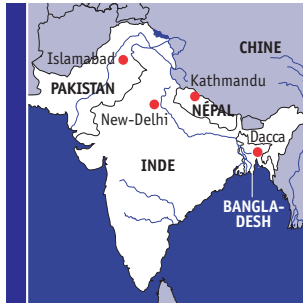 CHINE
Islamabad
Kathmandu
PAKISTAN
NÉPAL
New-Delhi
Dacca
INDE
BANGLA-
DESH